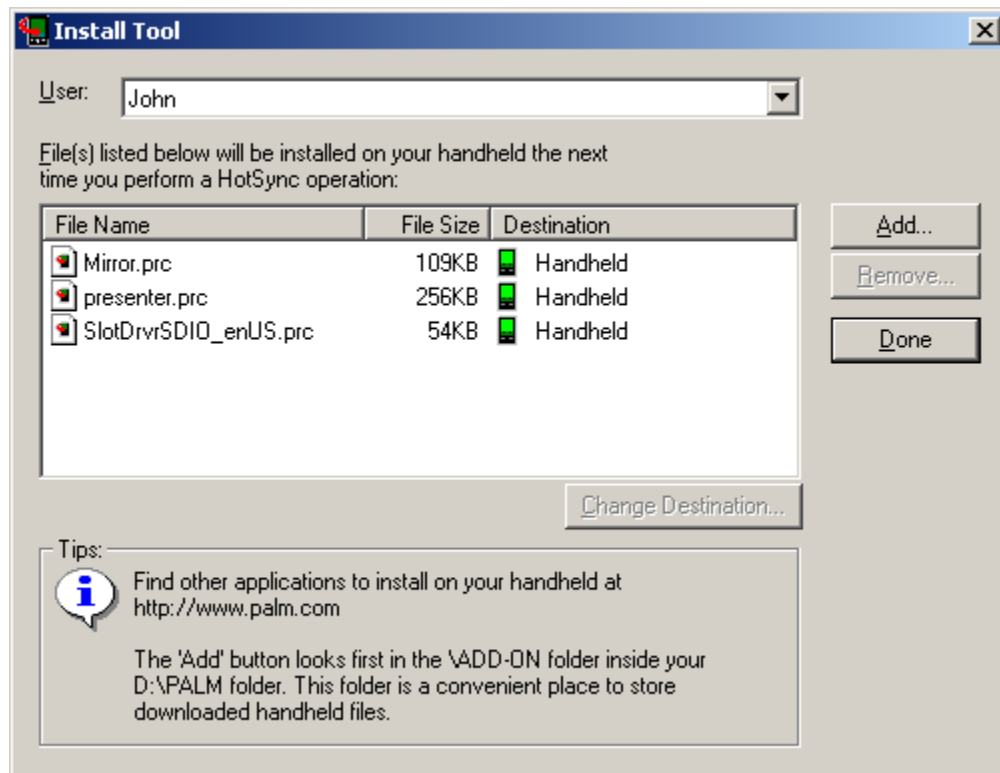 Install Tool
User: John
File(s) listed below will be installed on your handheld the next
time you perform a HotSync operation:
File Name File Size Destination
Mirror.prc 109KB Handheld
presenter.prc 256KB Handheld
SlotDrvrSDIO_enUS.prc 54KB Handheld
Add...
Remove...
Done
Change Destination...
Tips:
Find other applications to install on your handheld at
http://www.palm.com
The 'Add' button looks first in the \ADD-ON folder inside your
D:\PALM folder. This folder is a convenient place to store
downloaded handheld files.